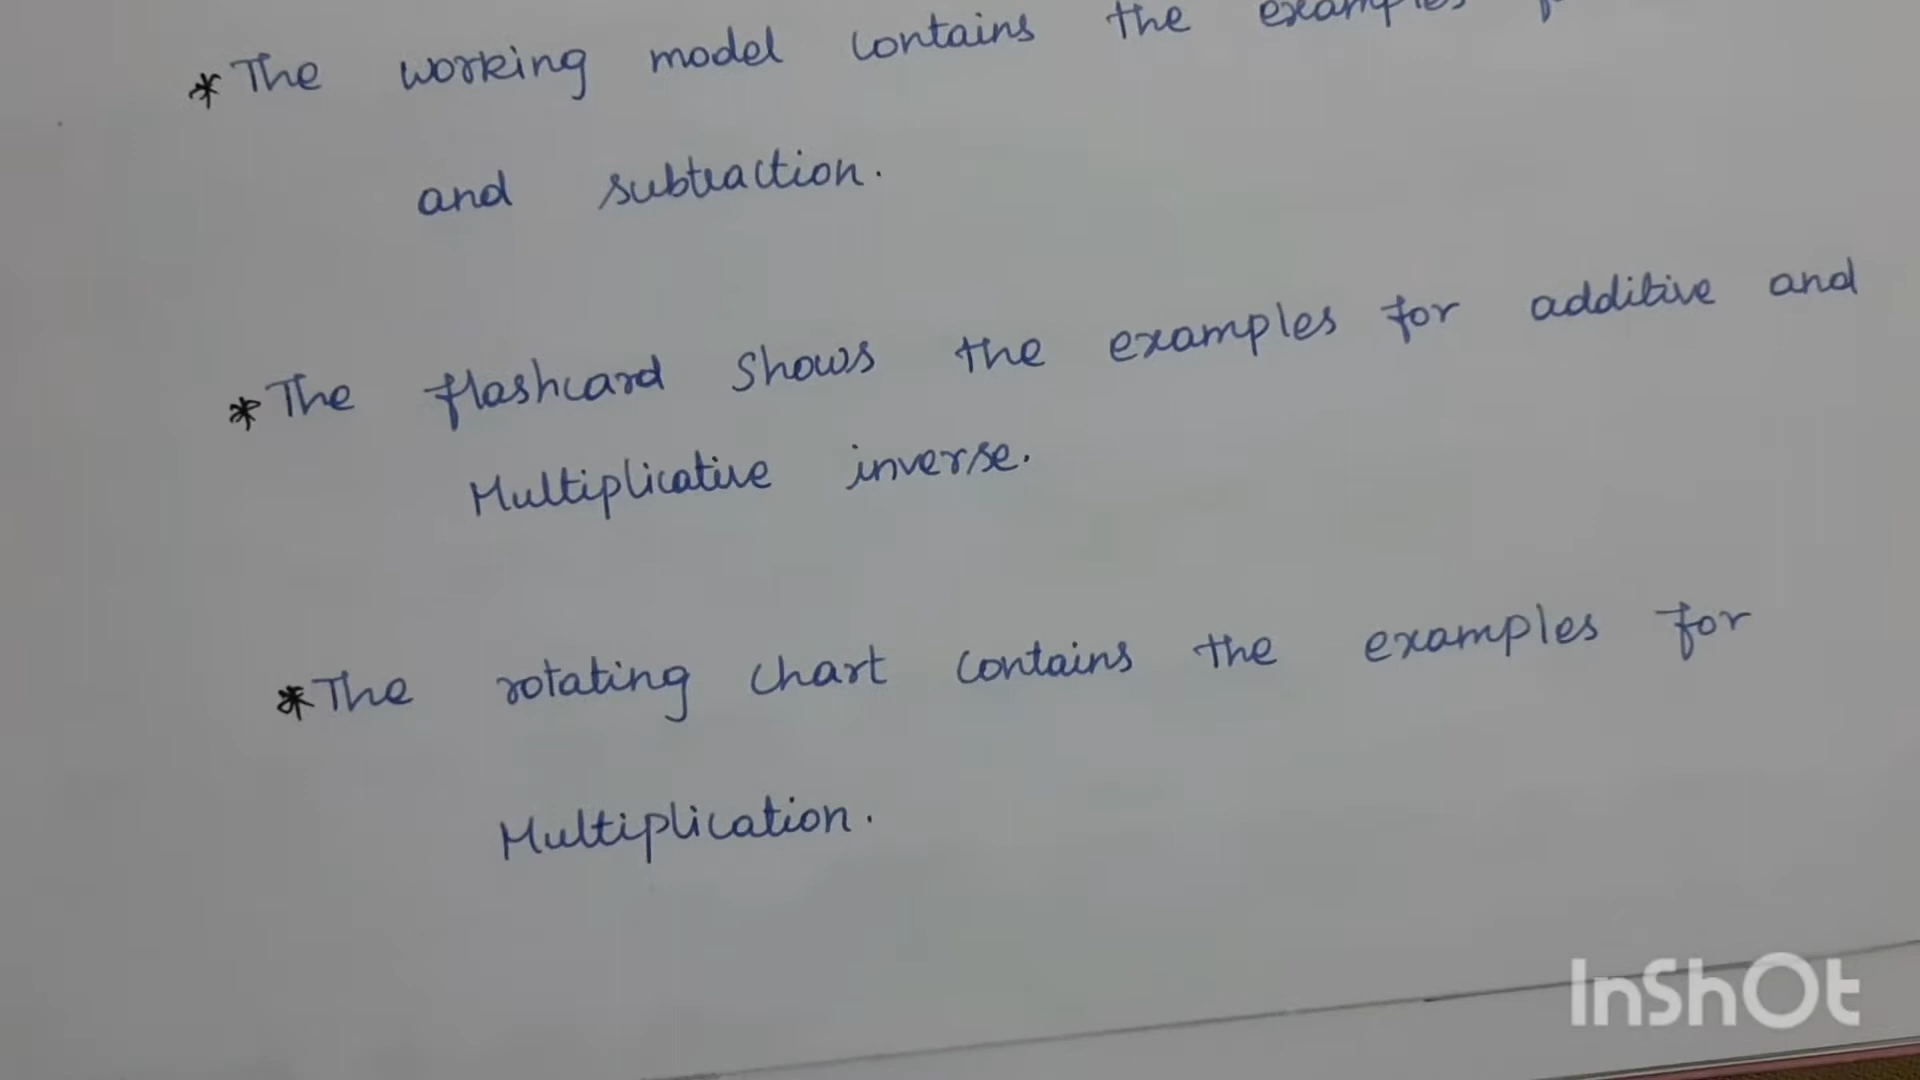 * The working model contains the examples
and subtraction.
* The flashcard shows the examples for additive and
Multiplicative inverse.
* The rotating chart contains the examples for
Multiplication.
InShOt